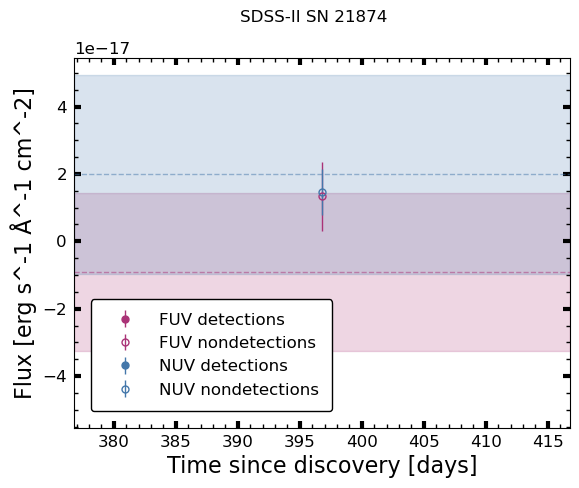 SDSS-II SN 21874
1e−17
4
2
0
−2
−4
Flux [erg s^-1 Å^-1 cm^-2]
FUV detections
FUV nondetections
NUV detections
NUV nondetections
380 385 390 395 400 405 410 415
Time since discovery [days]